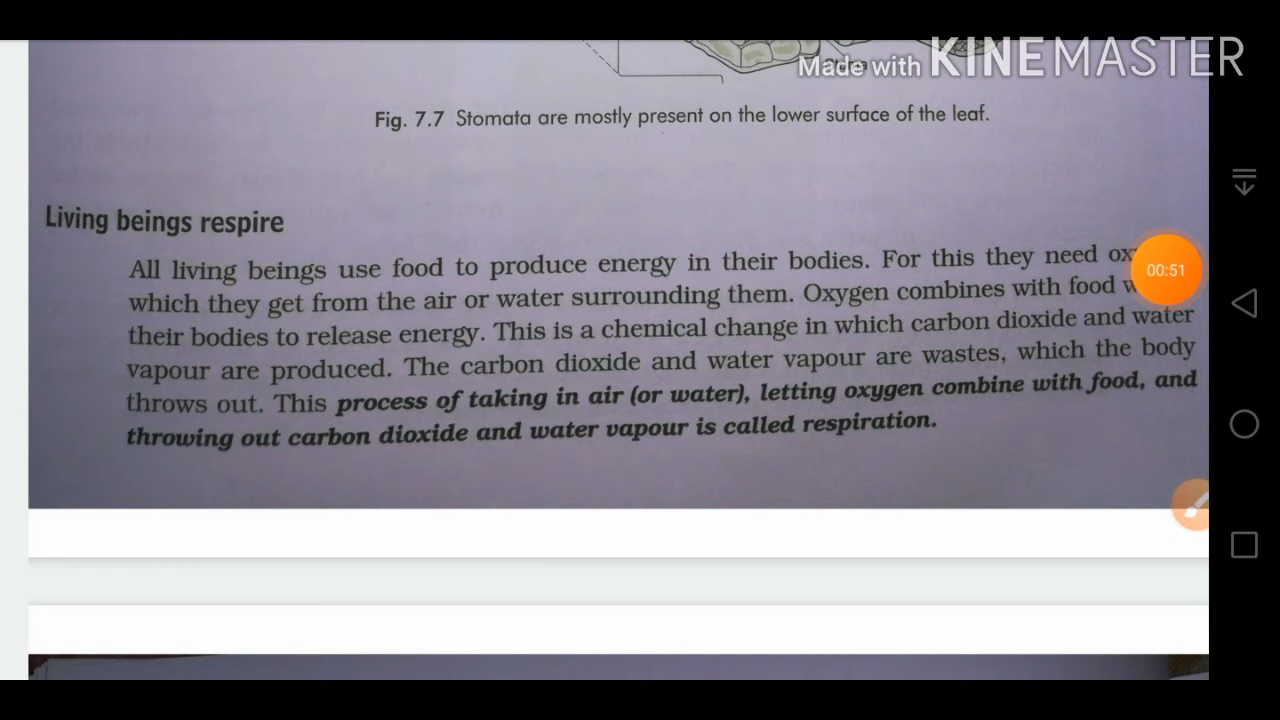 Made with KINEMASTER
Fig. 7.7 Stomata are mostly present on the lower surface of the leaf.
Living beings respire
All living beings use food to produce energy in their bodies. For this they need
00:51
which they get from the air or water surrounding them. Oxygen combines with food
their bodies to release energy. This is a chemical change in which carbon dioxide and water
vapour are produced. The carbon dioxide and water vapour are wastes, which the body
throws out. This process of taking in air (or water), letting oxygen combine with food, and
throwing out carbon dioxide and water vapour is called respiration.